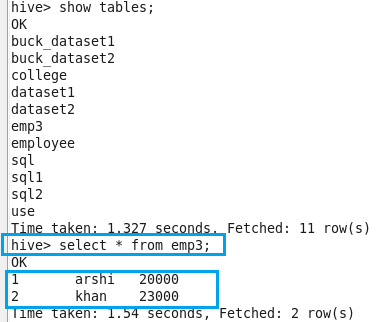 hive> show tables;
OK
buck_dataset1
buck_dataset2
college
dataset1
dataset2
emp3
employee
sql
sql1
sql2
use
Time taken: 1.327 seconds, Fetched: 11 row(s)
hive> select * from emp3;
OK
1	arshi	20000
2	khan	23000
Time taken: 1.54 seconds, Fetched: 2 row(s)